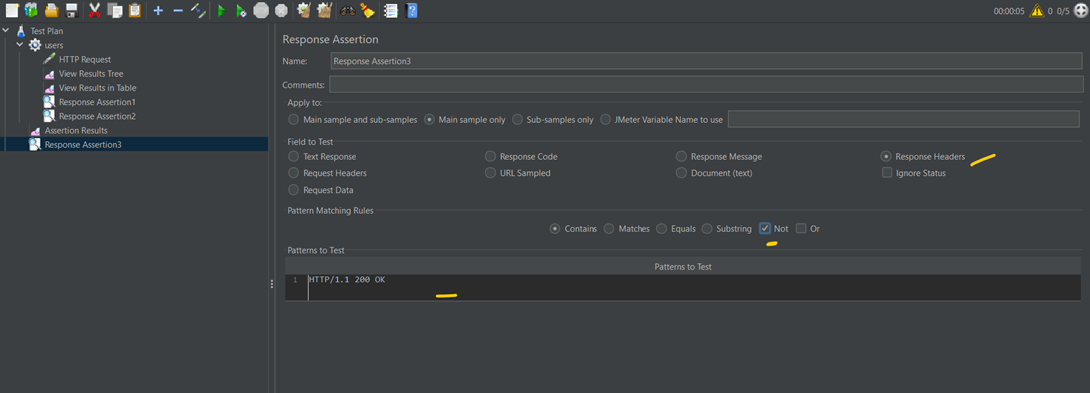 00:00:05 0 0/5
Test Plan
users
HTTP Request
View Results Tree
View Results in Table
Response Assertion1
Response Assertion2
Assertion Results
Response Assertion3
Response Assertion
Name: Response Assertion3
Comments:
Apply to:
Main sample and sub-samples Main sample only Sub-samples only JMeter Variable Name to use
Field to Test
Text Response Response Code Response Message Response Headers
Request Headers URL Sampled Document (text) Ignore Status
Request Data
Pattern Matching Rules
Contains Matches Equals Substring Not Or
Patterns to Test
Patterns to Test
1 HTTP/1.1 200 OK